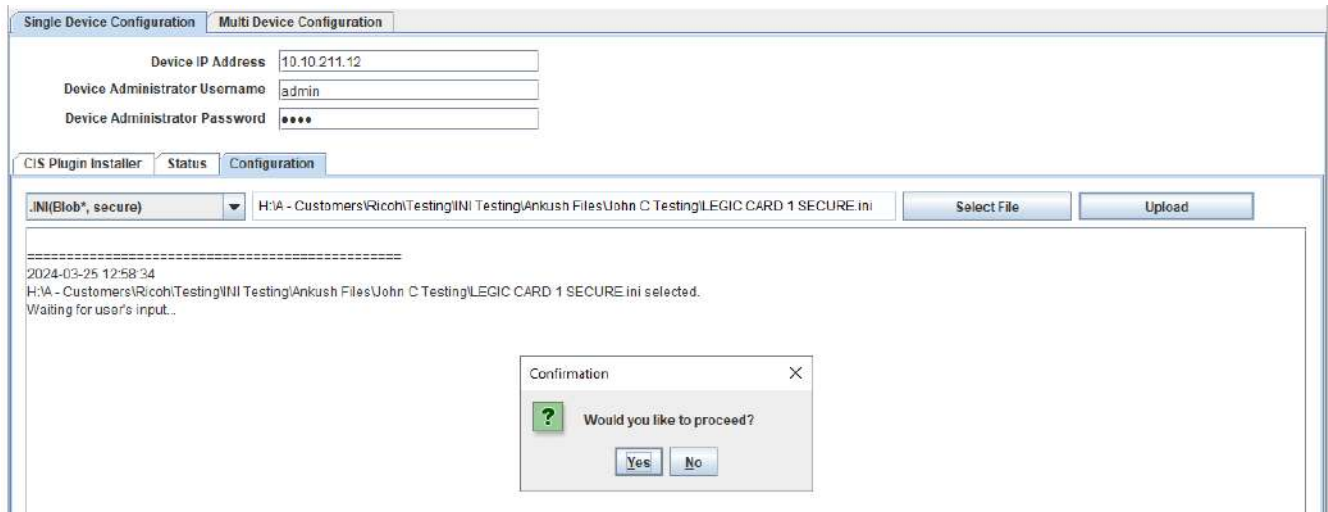 Single Device Configuration Multi Device Configuration
Device IP Address 10.10.211.12
Device Administrator Username admin
Device Administrator Password ••••
CIS Plugin Installer Status Configuration
.INI(Blob*, secure) H:\A - Customers\Ricoh\Testing\INI Testing\Ankush Files\John C Testing\LEGIC CARD 1 SECURE.ini Select File Upload
================================================
2024-03-25 12:58:34
H:\A - Customers\Ricoh\Testing\INI Testing\Ankush Files\John C Testing\LEGIC CARD 1 SECURE.ini selected.
Waiting for user's input...
Confirmation
Would you like to proceed?
Yes No